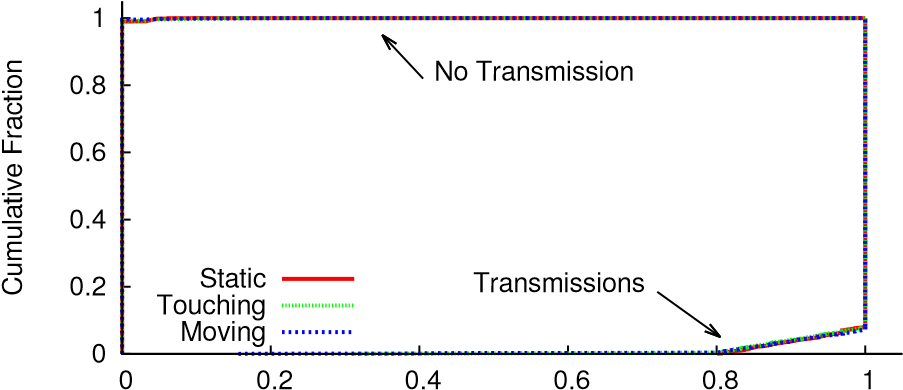 1
No Transmission
0.8
0.6
0.4
0.2
0
Cumulative Fraction
Static
Touching
Moving
Transmissions
0 0.2 0.4 0.6 0.8 1